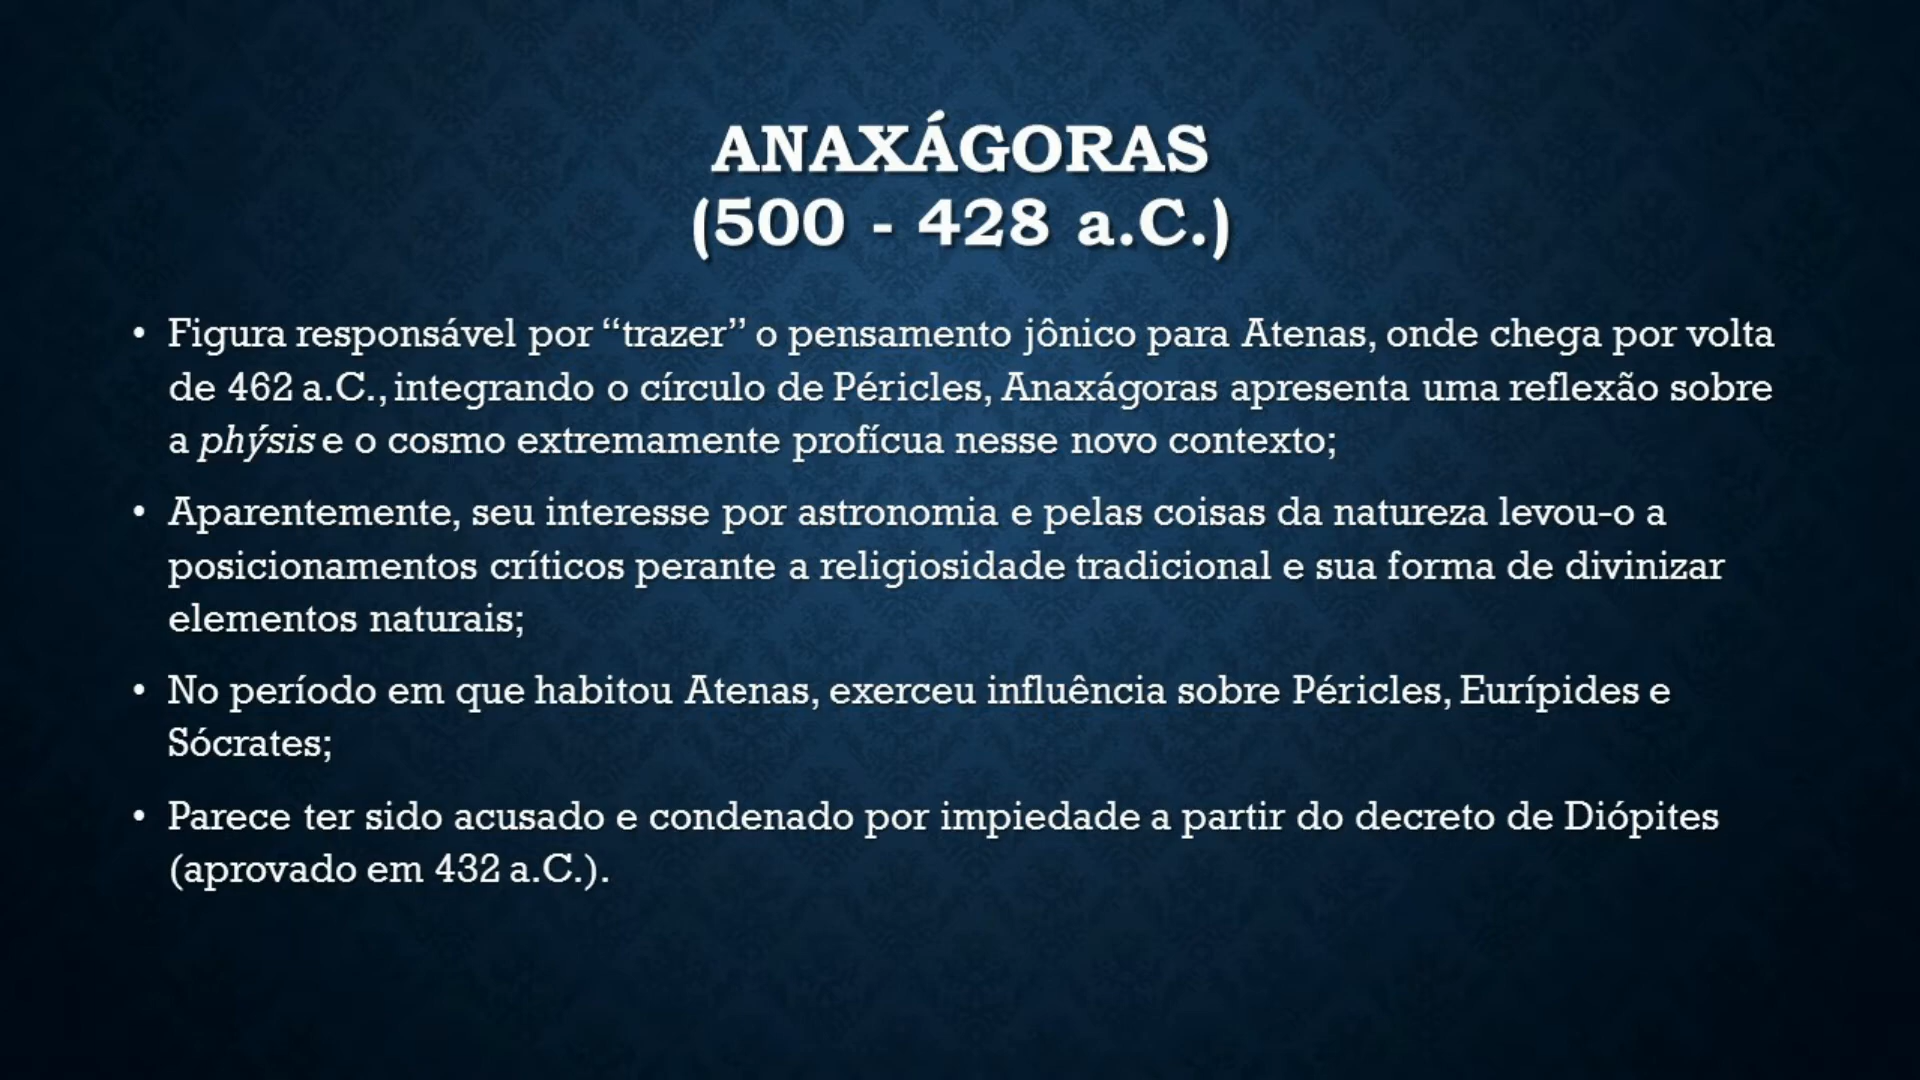 ANAXÁGORAS
(500 - 428 a.C.)
• Figura responsável por “trazer” o pensamento jônico para Atenas, onde chega por volta
de 462 a.C., integrando o círculo de Péricles, Anaxágoras apresenta uma reflexão sobre
a phýsis e o cosmo extremamente profícua nesse novo contexto;
• Aparentemente, seu interesse por astronomia e pelas coisas da natureza levou-o a
posicionamentos críticos perante a religiosidade tradicional e sua forma de divinizar
elementos naturais;
• No período em que habitou Atenas, exerceu influência sobre Péricles, Eurípides e
Sócrates;
• Parece ter sido acusado e condenado por impiedade a partir do decreto de Diópites
(aprovado em 432 a.C.).